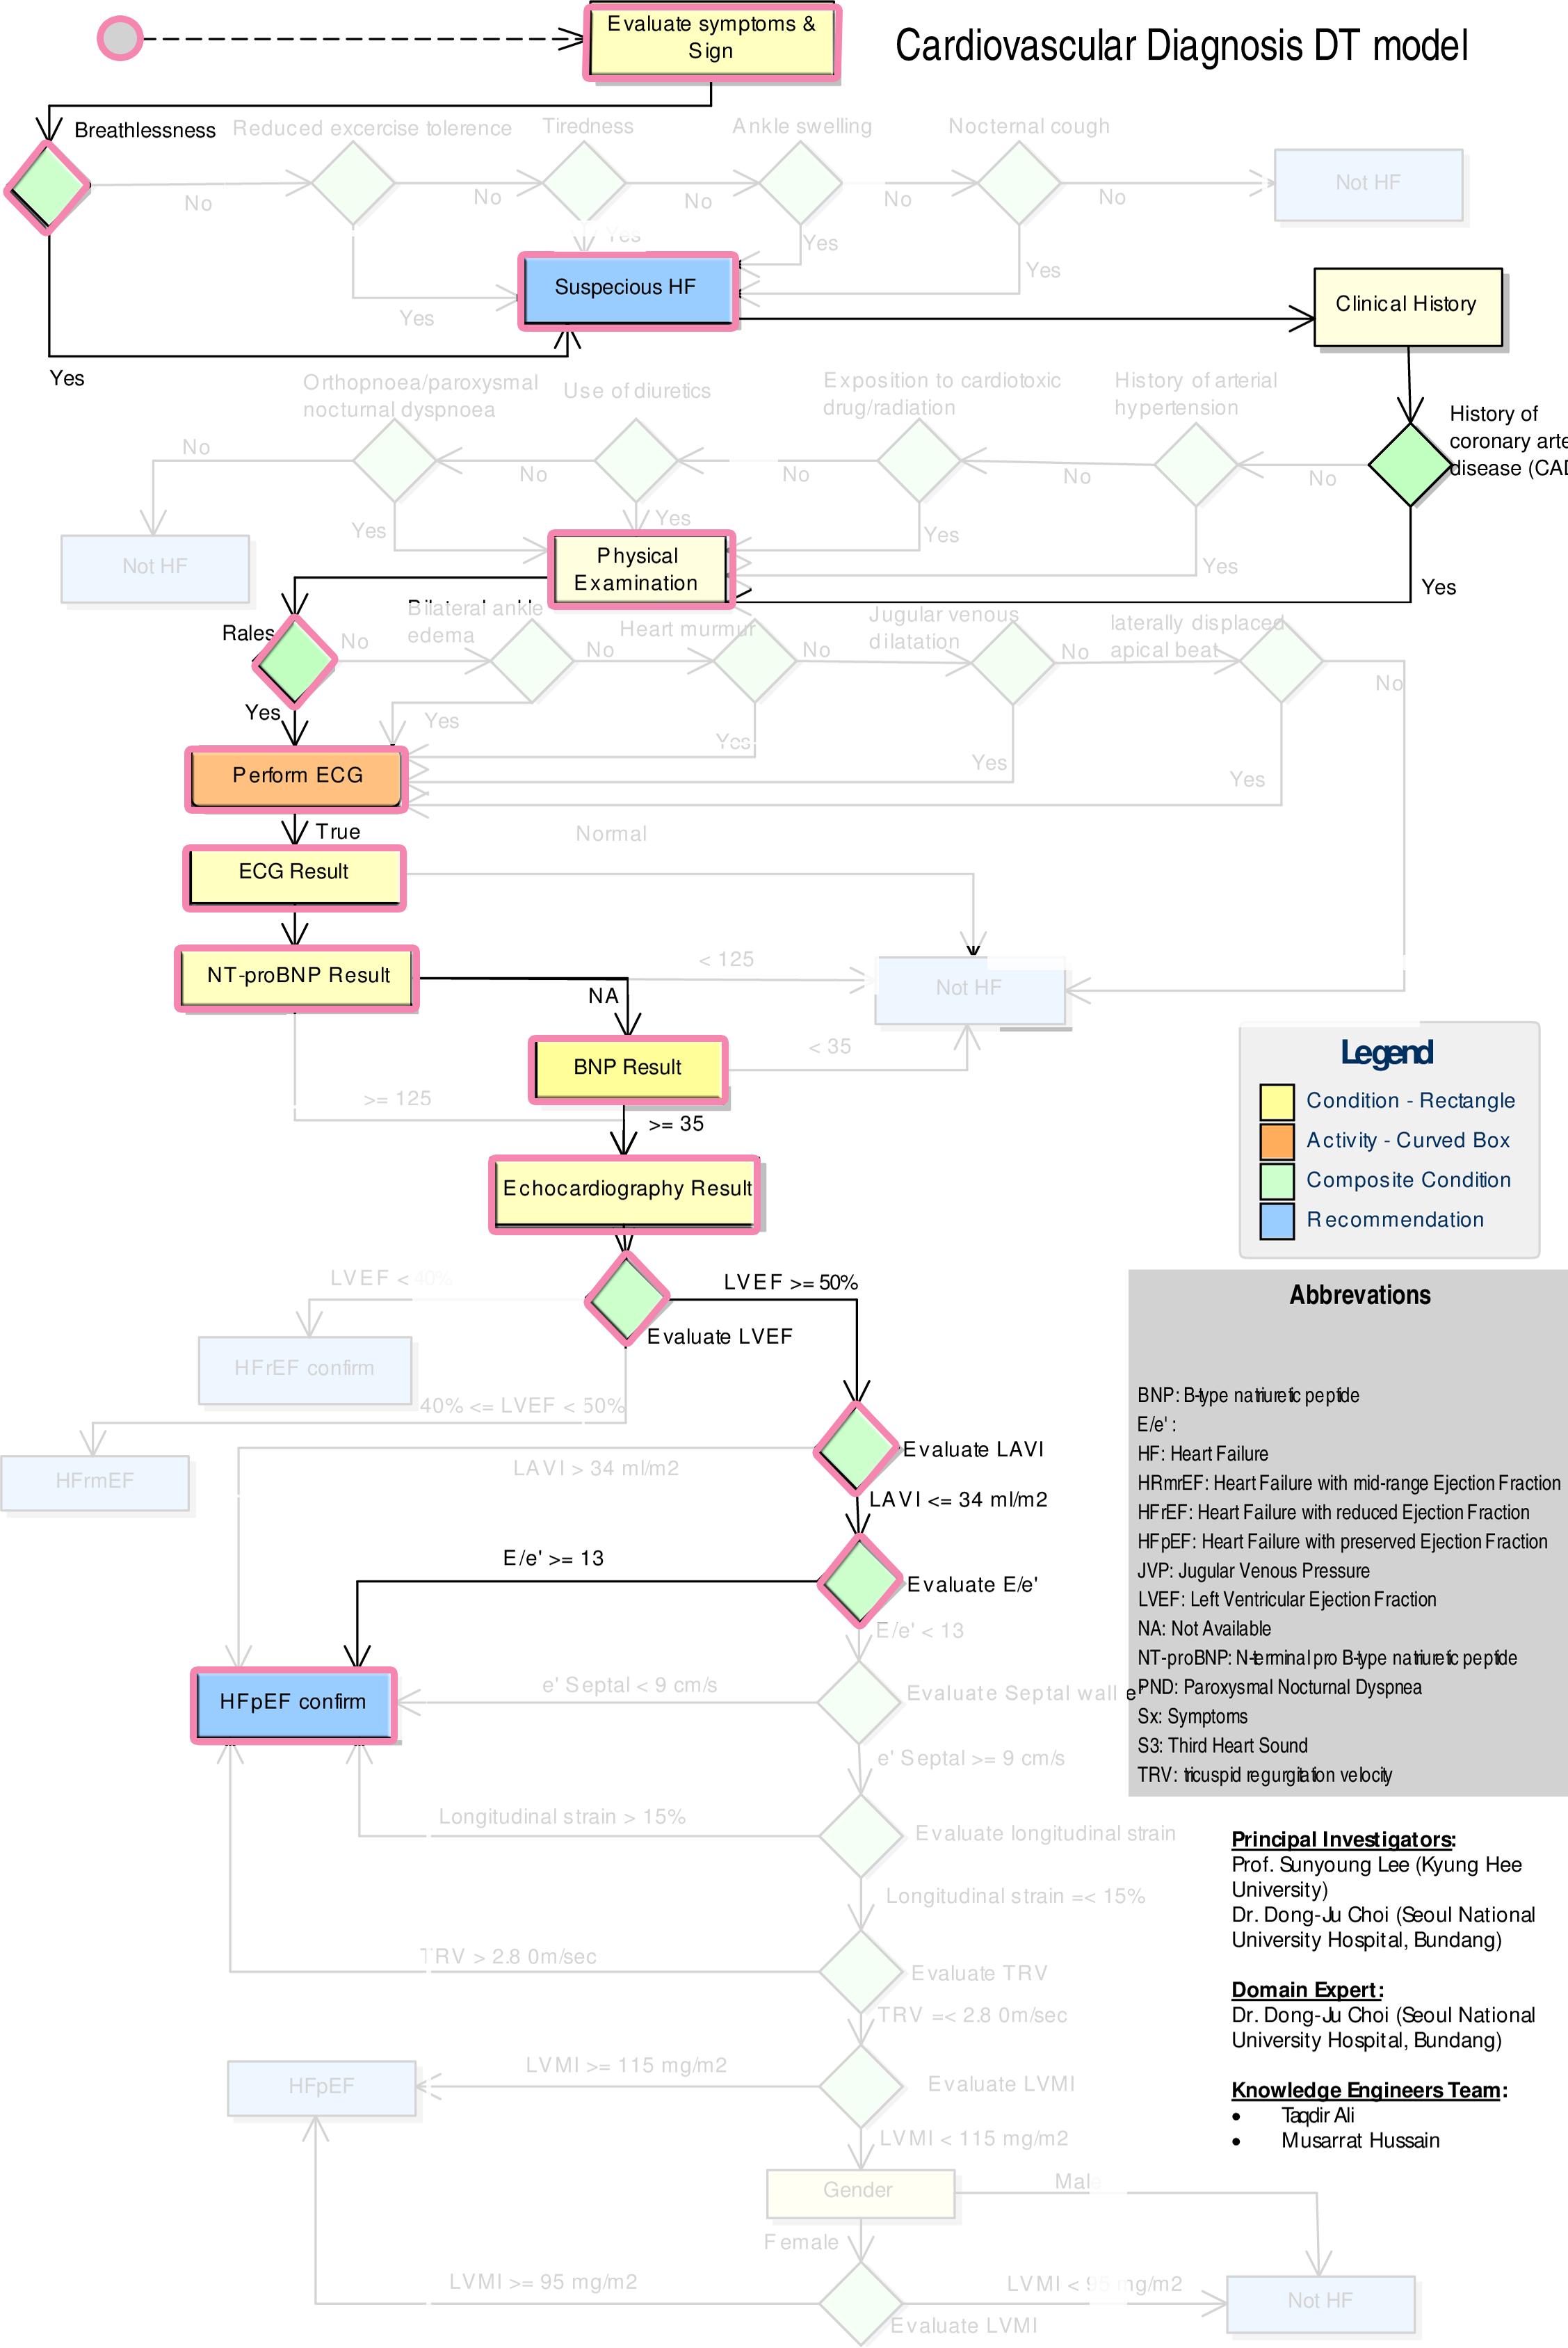 Evaluate symptoms &
Sign
Cardiovascular Diagnosis DT model
Breathlessness
Reduced excercise tolerence
Tiredness
Ankle swelling
Nocternal cough
No
No
No
No
No
Not HF
Yes
Yes
Yes
Yes
Yes
Suspecious HF
Clinical History
Orthopnoea/paroxysmal
nocturnal dyspnoea
Use of diuretics
Exposition to cardiotoxic
drug/radiation
History of arterial
hypertension
History of
coronary arte
disease (CAD
No
No
No
No
No
Yes
Yes
Yes
Yes
Yes
Not HF
Physical
Examination
Rales
Bilateral ankle
edema
Heart murmur
Jugular venous
dilatation
laterally displaced
apical beat
No
No
No
No
No
Yes
Yes
Yes
Yes
Yes
Perform ECG
True
Normal
ECG Result
NT-proBNP Result
< 125
Not HF
NA
BNP Result
< 35
>= 125
>= 35
Legend
Condition - Rectangle
Activity - Curved Box
Composite Condition
Recommendation
Echocardiography Result
LVEF < 40%
LVEF >= 50%
Evaluate LVEF
HFrEF confirm
40% <= LVEF < 50%
HFrmEF
Evaluate LAVI
LAVI > 34 ml/m2
LAVI <= 34 ml/m2
E/e' >= 13
Evaluate E/e'
E/e' < 13
HFpEF confirm
e' Septal < 9 cm/s
Evaluate Septal wall e'
e' Septal >= 9 cm/s
Longitudinal strain > 15%
Evaluate longitudinal strain
Longitudinal strain =< 15%
TRV > 2.8 0m/sec
Evaluate TRV
TRV =< 2.8 0m/sec
HFpEF
LVMI >= 115 mg/m2
Evaluate LVMI
LVMI < 115 mg/m2
Gender
Male
Female
LVMI >= 95 mg/m2
LVMI < 95 mg/m2
Evaluate LVMI
Not HF
Abbrevations
BNP: B-type natriuretic peptide
E/e' :
HF: Heart Failure
HRmrEF: Heart Failure with mid-range Ejection Fraction
HFrEF: Heart Failure with reduced Ejection Fraction
HFpEF: Heart Failure with preserved Ejection Fraction
JVP: Jugular Venous Pressure
LVEF: Left Ventricular Ejection Fraction
NA: Not Available
NT-proBNP: N-terminal pro B-type natriuretic peptide
PND: Paroxysmal Nocturnal Dyspnea
Sx: Symptoms
S3: Third Heart Sound
TRV: tricuspid regurgitation velocity
Principal Investigators:
Prof. Sunyoung Lee (Kyung Hee
University)
Dr. Dong-Ju Choi (Seoul National
University Hospital, Bundang)
Domain Expert:
Dr. Dong-Ju Choi (Seoul National
University Hospital, Bundang)
Knowledge Engineers Team:
• Taqdir Ali
• Musarrat Hussain